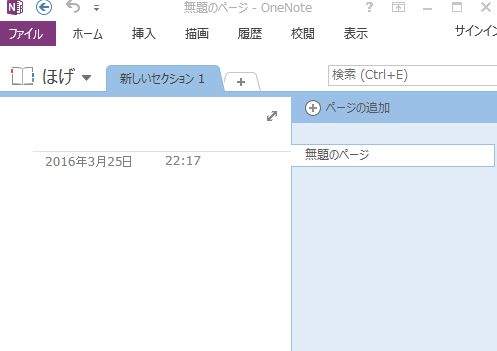 無題のページ - OneNote
ファイル ホーム 挿入 描画 履歴 校閲 表示 サインイン
ほげ 新しいセクション 1 検索 (Ctrl+E)
ページの追加
無題のページ
2016年3月25日 22:17